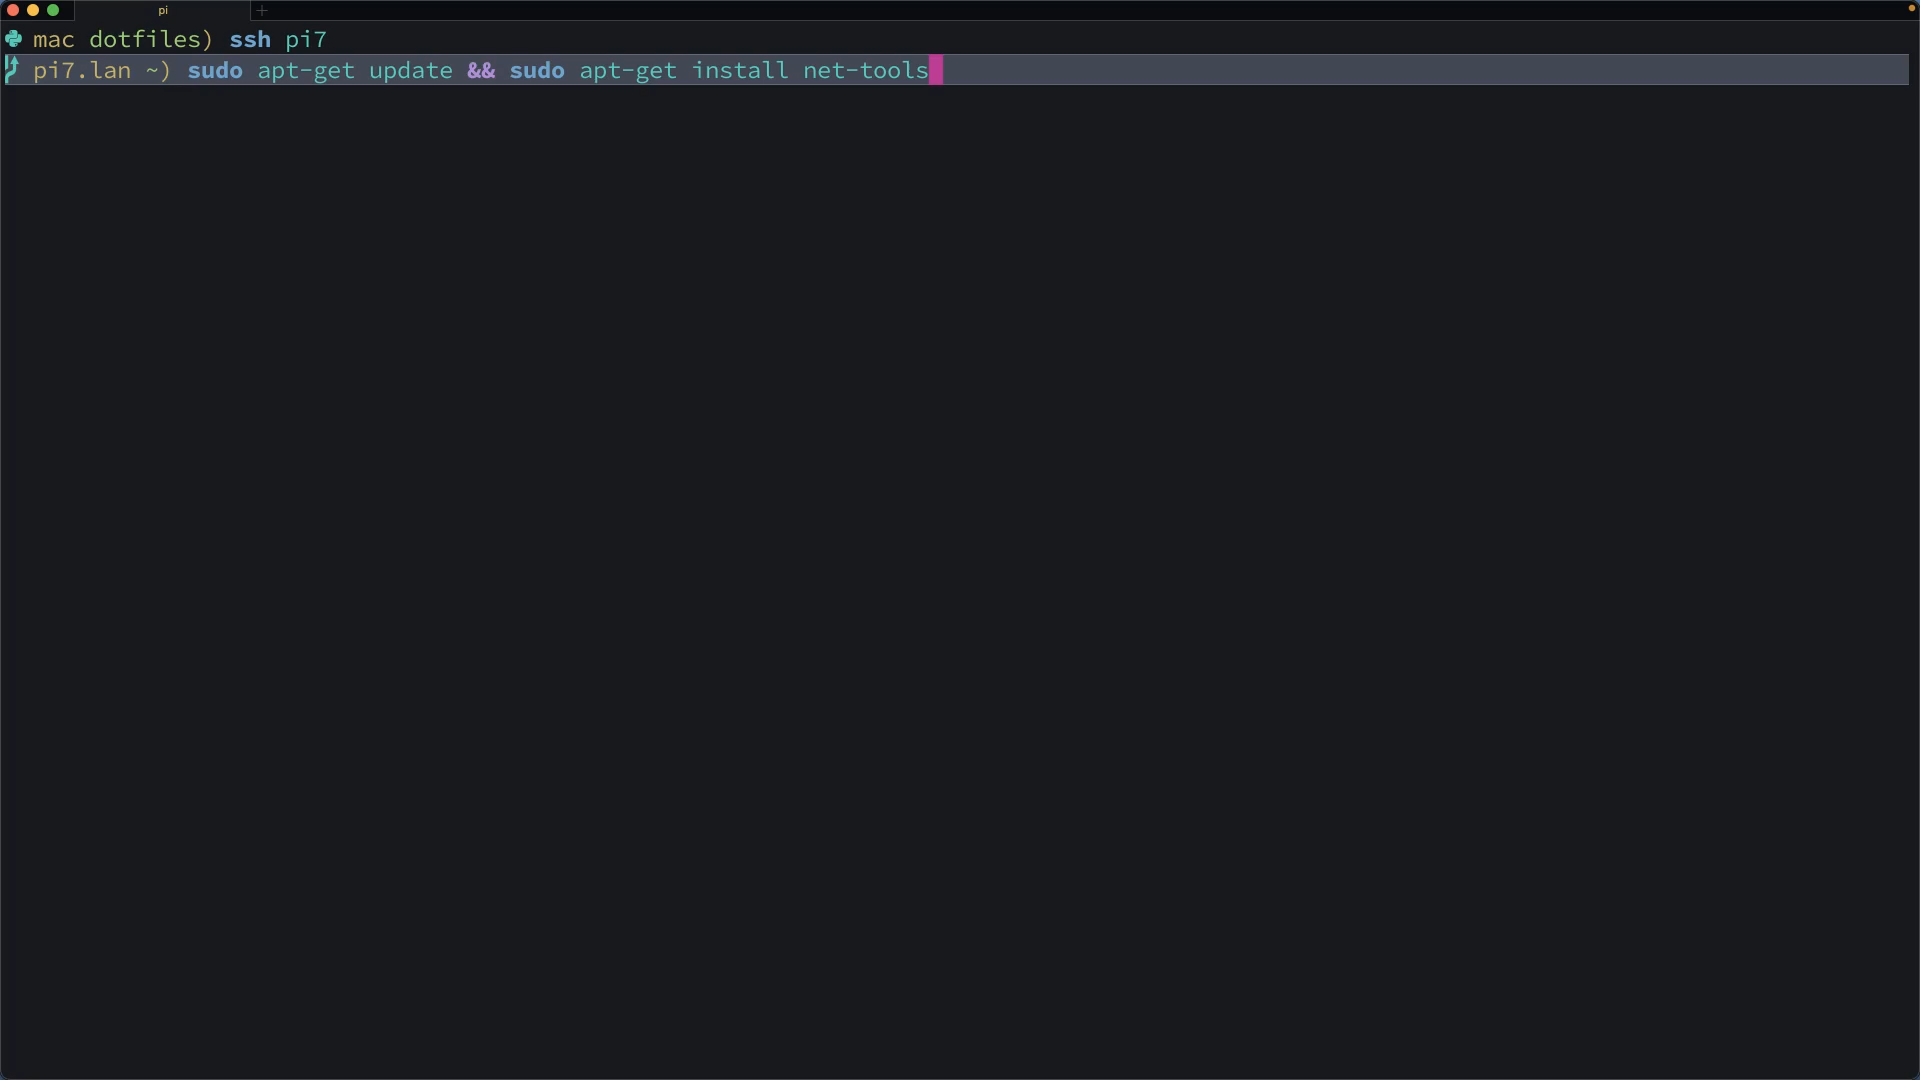 pi
mac dotfiles) ssh pi7
pi7.lan ~) sudo apt-get update && sudo apt-get install net-tools